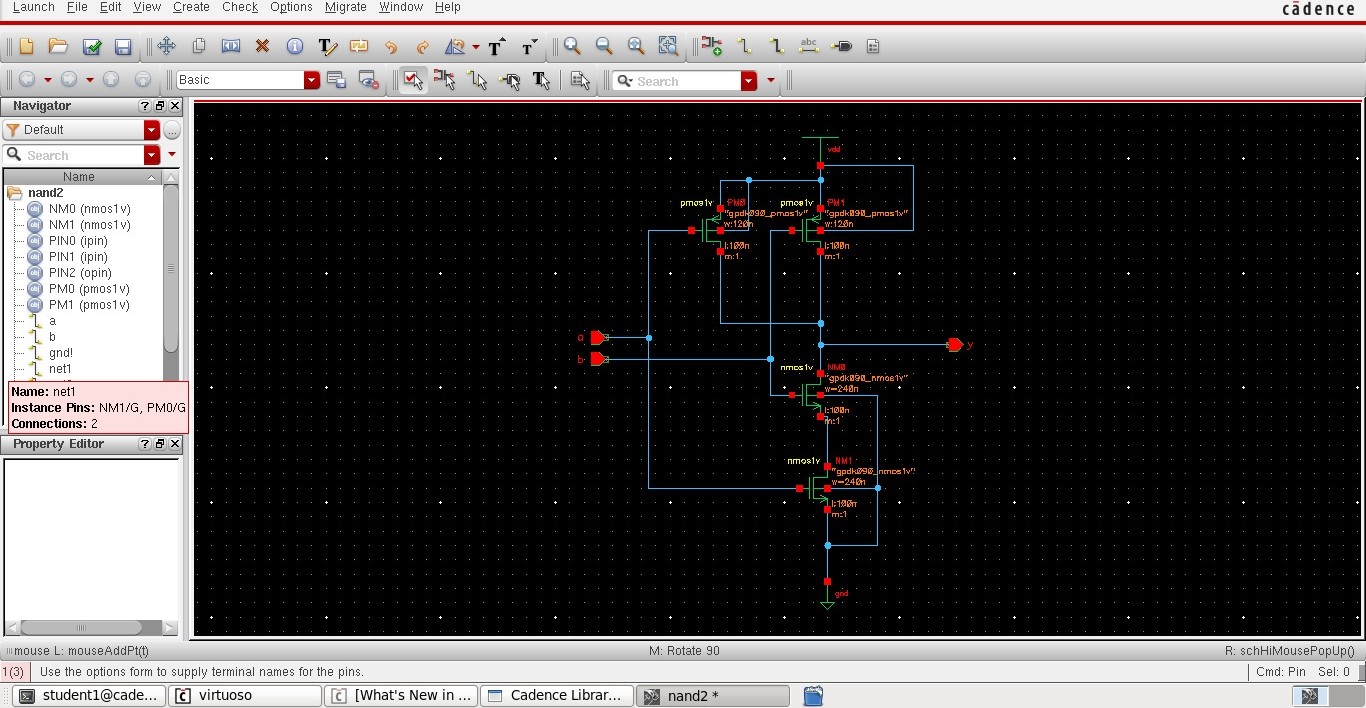 Launch File Edit View Create Check Options Migrate Window Help
cādence
Basic
Search
Navigator
Default
Search
Name
nand2
NM0 (nmos1v)
NM1 (nmos1v)
PIN0 (ipin)
PIN1 (ipin)
PIN2 (opin)
PM0 (pmos1v)
PM1 (pmos1v)
a
b
gnd!
net1
Name: net1
Instance Pins: NM1/G, PM0/G
Connections: 2
Property Editor
vdd
pmos1v PM0
"gpdk090_pmos1v"
w:120n
l:100n
m:1
pmos1v PM1
"gpdk090_pmos1v"
w:120n
l:100n
m:1
a
b
y
nmos1v NM0
"gpdk090_nmos1v"
w=240n
l:100n
m:1
nmos1v NM1
"gpdk090_nmos1v"
w=240n
l:100n
m:1
gnd
mouse L: mouseAddPt(t) M: Rotate 90 R: schHiMousePopUp()
1(3) Use the options form to supply terminal names for the pins. Cmd: Pin Sel: 0
student1@cade... virtuoso [What's New in ... Cadence Librar... nand2 *